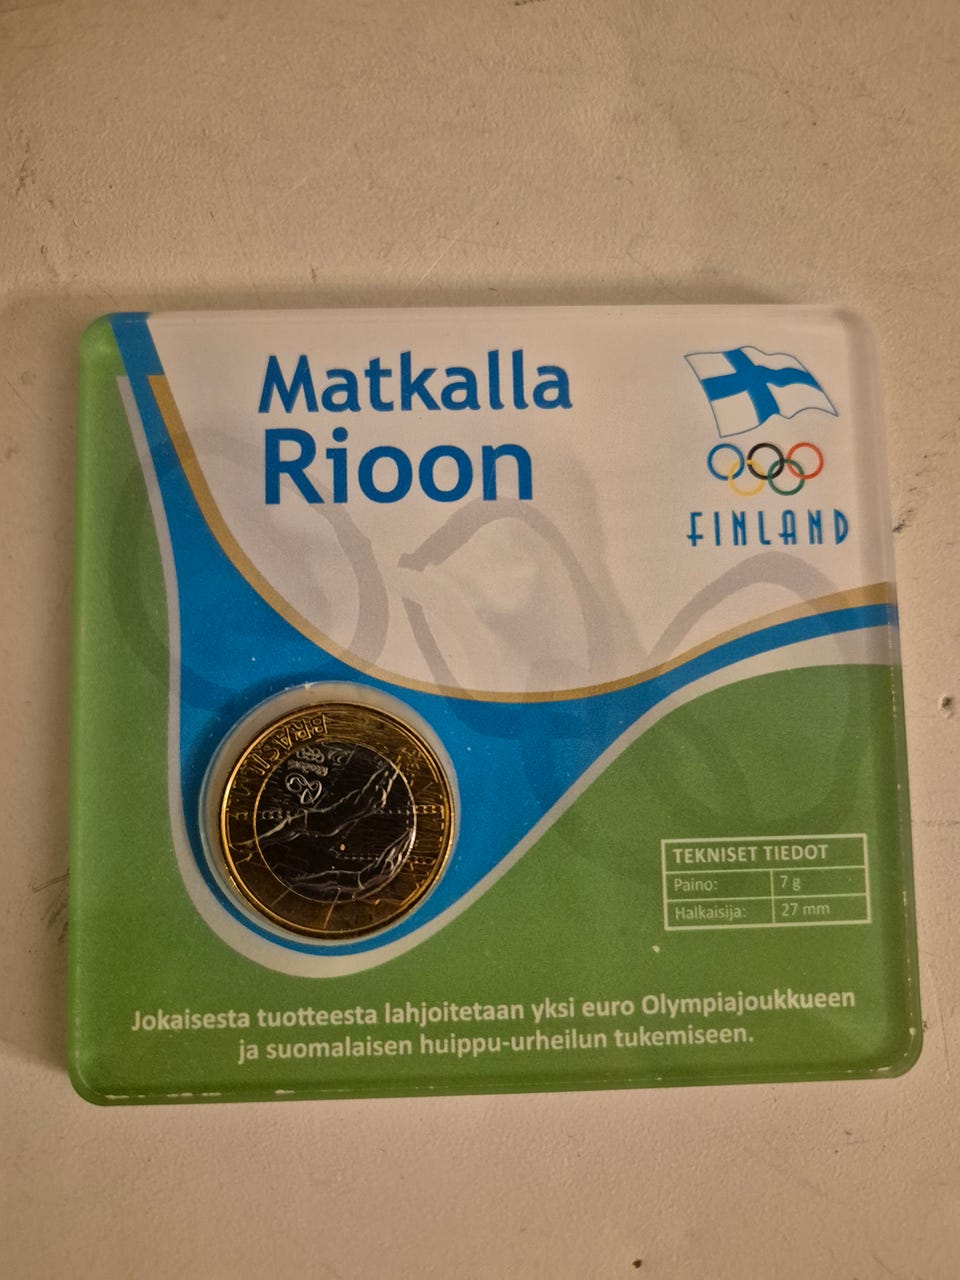 Matkalla
Rioon
FINLAND
TEKNISET TIEDOT
Paino: 7 g
Halkaisija: 27 mm
Jokaisesta tuotteesta lahjoitetaan yksi euro Olympiajoukkueen
ja suomalaisen huippu-urheilun tukemiseen.